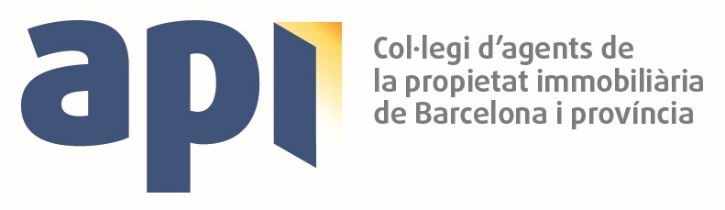 api
Col·legi d'agents de
la propietat immobiliària
de Barcelona i província